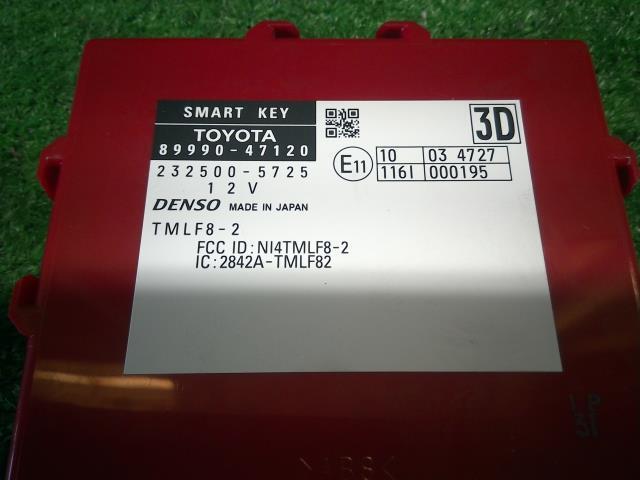 SMART KEY
TOYOTA
89990-47120
232500-5725
12V
DENSO MADE IN JAPAN
TMLF8-2
FCC ID:NI4TMLF8-2
IC:2842A-TMLF82
3D
E11
10 03 4727
116I 000195